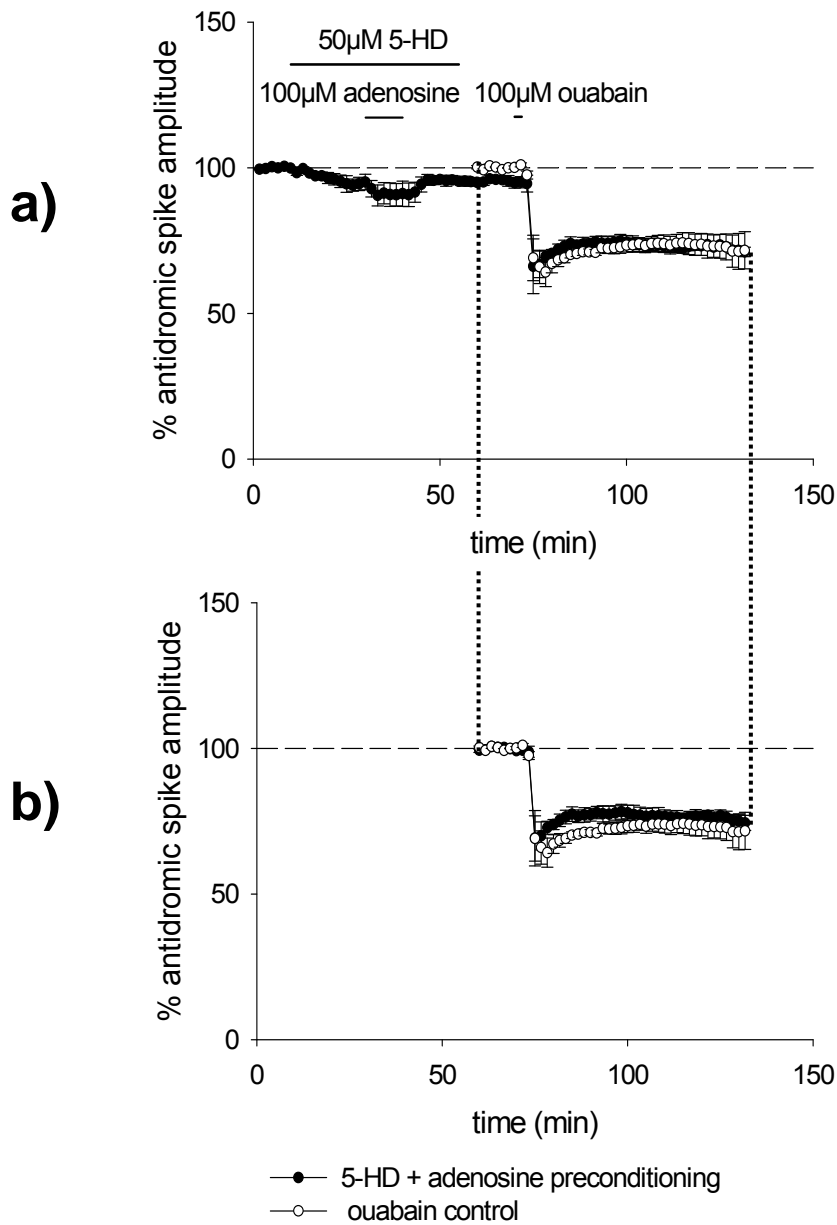 50µM 5-HD
100µM adenosine
100µM ouabain
a)
% antidromic spike amplitude
150
100
50
0
0
50
100
150
time (min)
b)
% antidromic spike amplitude
150
100
50
0
0
50
100
150
time (min)
5-HD + adenosine preconditioning
ouabain control